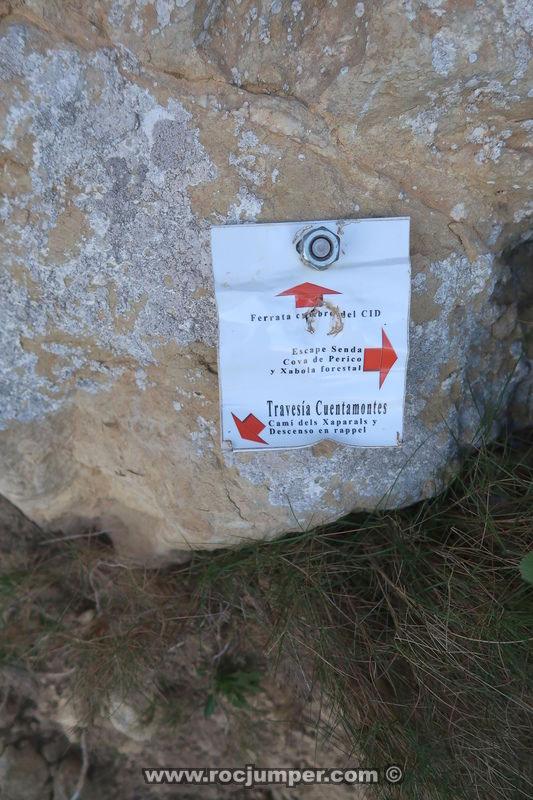 Ferrata del CID
Escape Senda
Cova de Perico
y Xabola forestal
Travesía Cuentamontes
Camí dels Xaparals y
Descenso en rappel
www.rocjumper.com ©